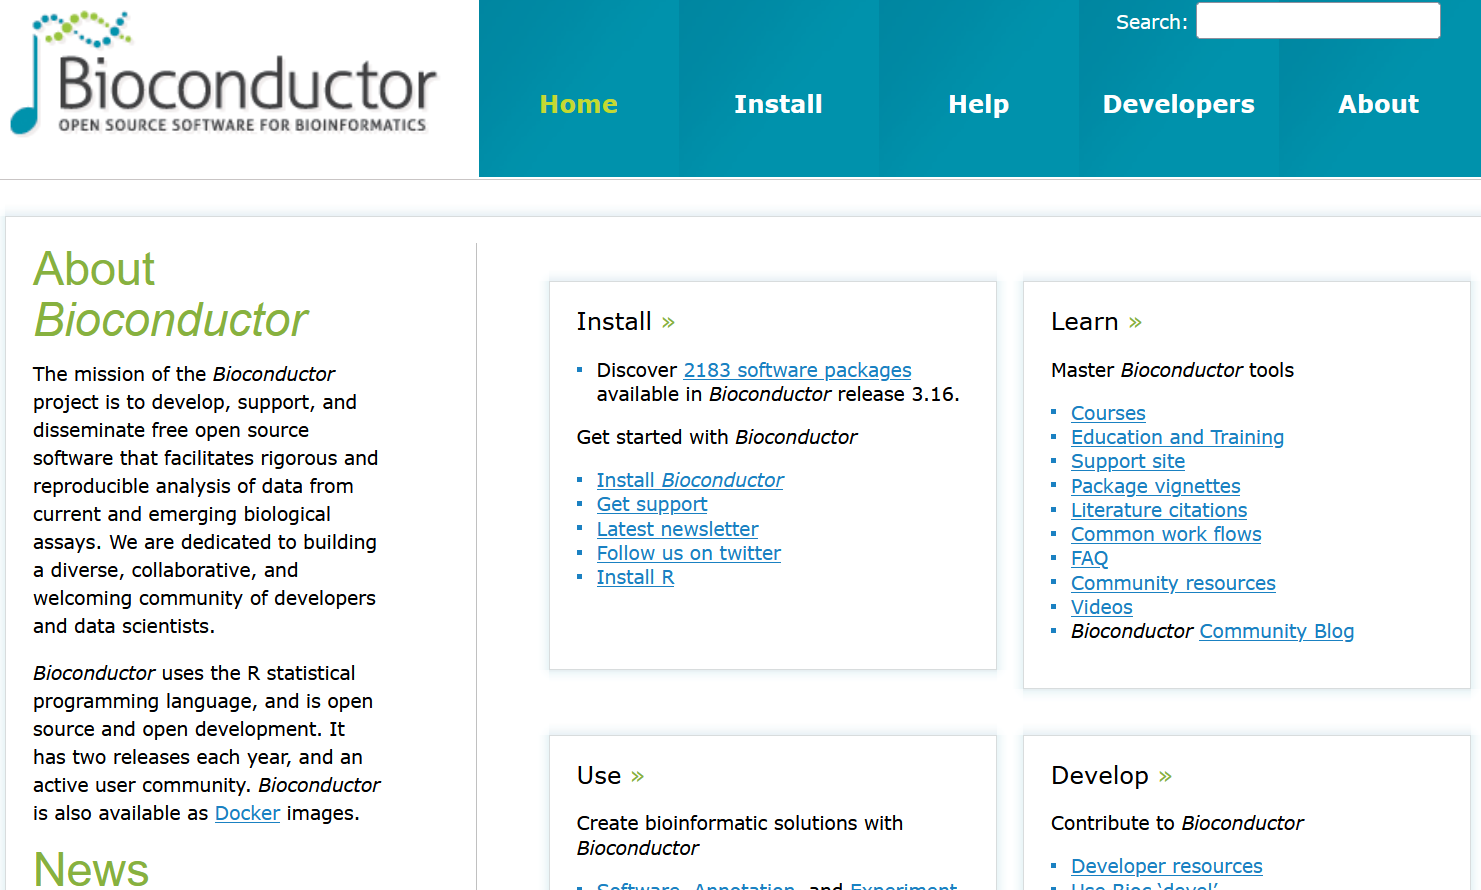 Bioconductor
OPEN SOURCE SOFTWARE FOR BIOINFORMATICS
Search:
Home
Install
Help
Developers
About
About
Bioconductor
The mission of the Bioconductor
project is to develop, support, and
disseminate free open source
software that facilitates rigorous and
reproducible analysis of data from
current and emerging biological
assays. We are dedicated to building
a diverse, collaborative, and
welcoming community of developers
and data scientists.
Bioconductor uses the R statistical
programming language, and is open
source and open development. It
has two releases each year, and an
active user community. Bioconductor
is also available as Docker images.
News
Install »
Discover 2183 software packages
available in Bioconductor release 3.16.
Get started with Bioconductor
Install Bioconductor
Get support
Latest newsletter
Follow us on twitter
Install R
Learn »
Master Bioconductor tools
Courses
Education and Training
Support site
Package vignettes
Literature citations
Common work flows
FAQ
Community resources
Videos
Bioconductor Community Blog
Use »
Create bioinformatic solutions with
Bioconductor
Software, Annotation, and Experiment
Develop »
Contribute to Bioconductor
Developer resources
Use Bioc 'devel'